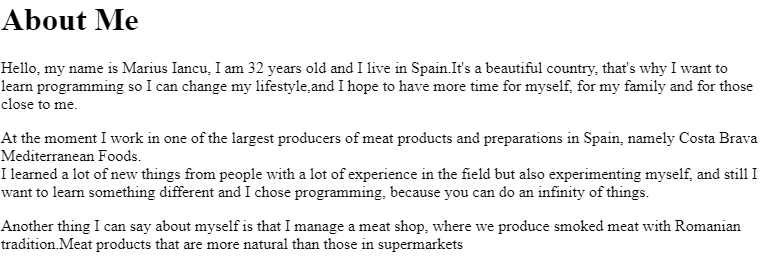 About Me
Hello, my name is Marius Iancu, I am 32 years old and I live in Spain.It's a beautiful country, that's why I want to
learn programming so I can change my lifestyle,and I hope to have more time for myself, for my family and for those
close to me.
At the moment I work in one of the largest producers of meat products and preparations in Spain, namely Costa Brava
Mediterranean Foods.
I learned a lot of new things from people with a lot of experience in the field but also experimenting myself, and still I
want to learn something different and I chose programming, because you can do an infinity of things.
Another thing I can say about myself is that I manage a meat shop, where we produce smoked meat with Romanian
tradition.Meat products that are more natural than those in supermarkets